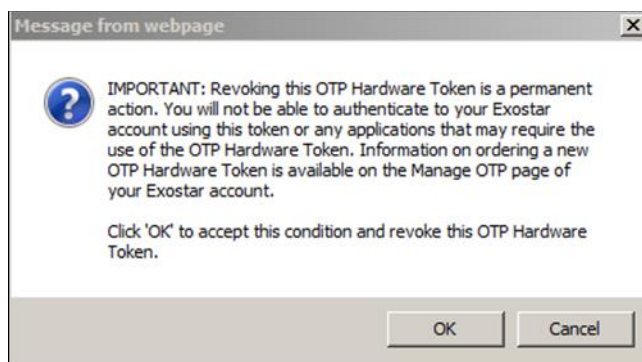 Message from webpage
IMPORTANT: Revoking this OTP Hardware Token is a permanent
action. You will not be able to authenticate to your Exostar
account using this token or any applications that may require the
use of the OTP Hardware Token. Information on ordering a new
OTP Hardware Token is available on the Manage OTP page of
your Exostar account.
Click 'OK' to accept this condition and revoke this OTP Hardware
Token.
OK
Cancel